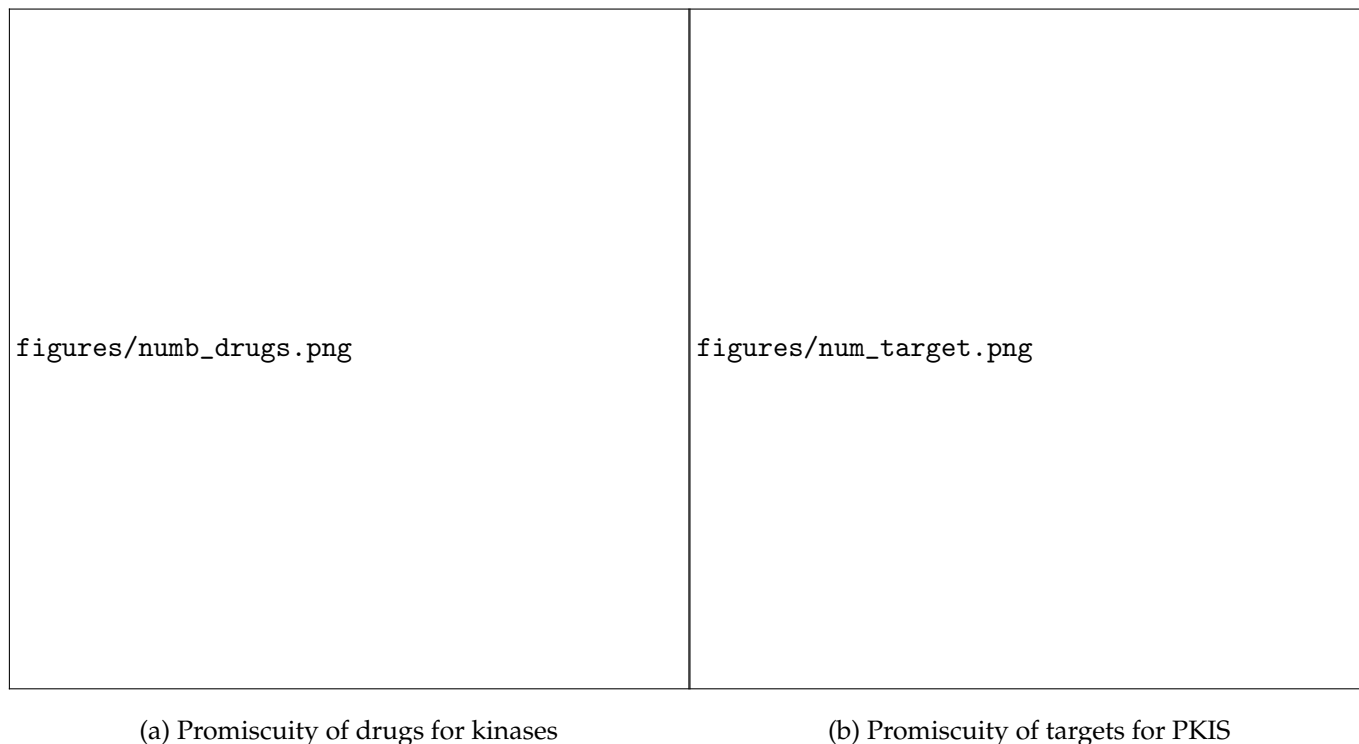 figures/numb_drugs.png
figures/num_target.png
(a) Promiscuity of drugs for kinases
(b) Promiscuity of targets for PKIS